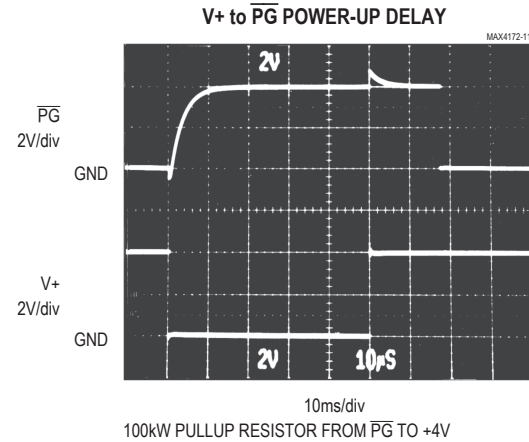 V+ to PG POWER-UP DELAY
MAX4172-11
2V
PG
2V/div
GND
V+
2V/div
GND
2V 10µS
10ms/div
100kW PULLUP RESISTOR FROM PG TO +4V